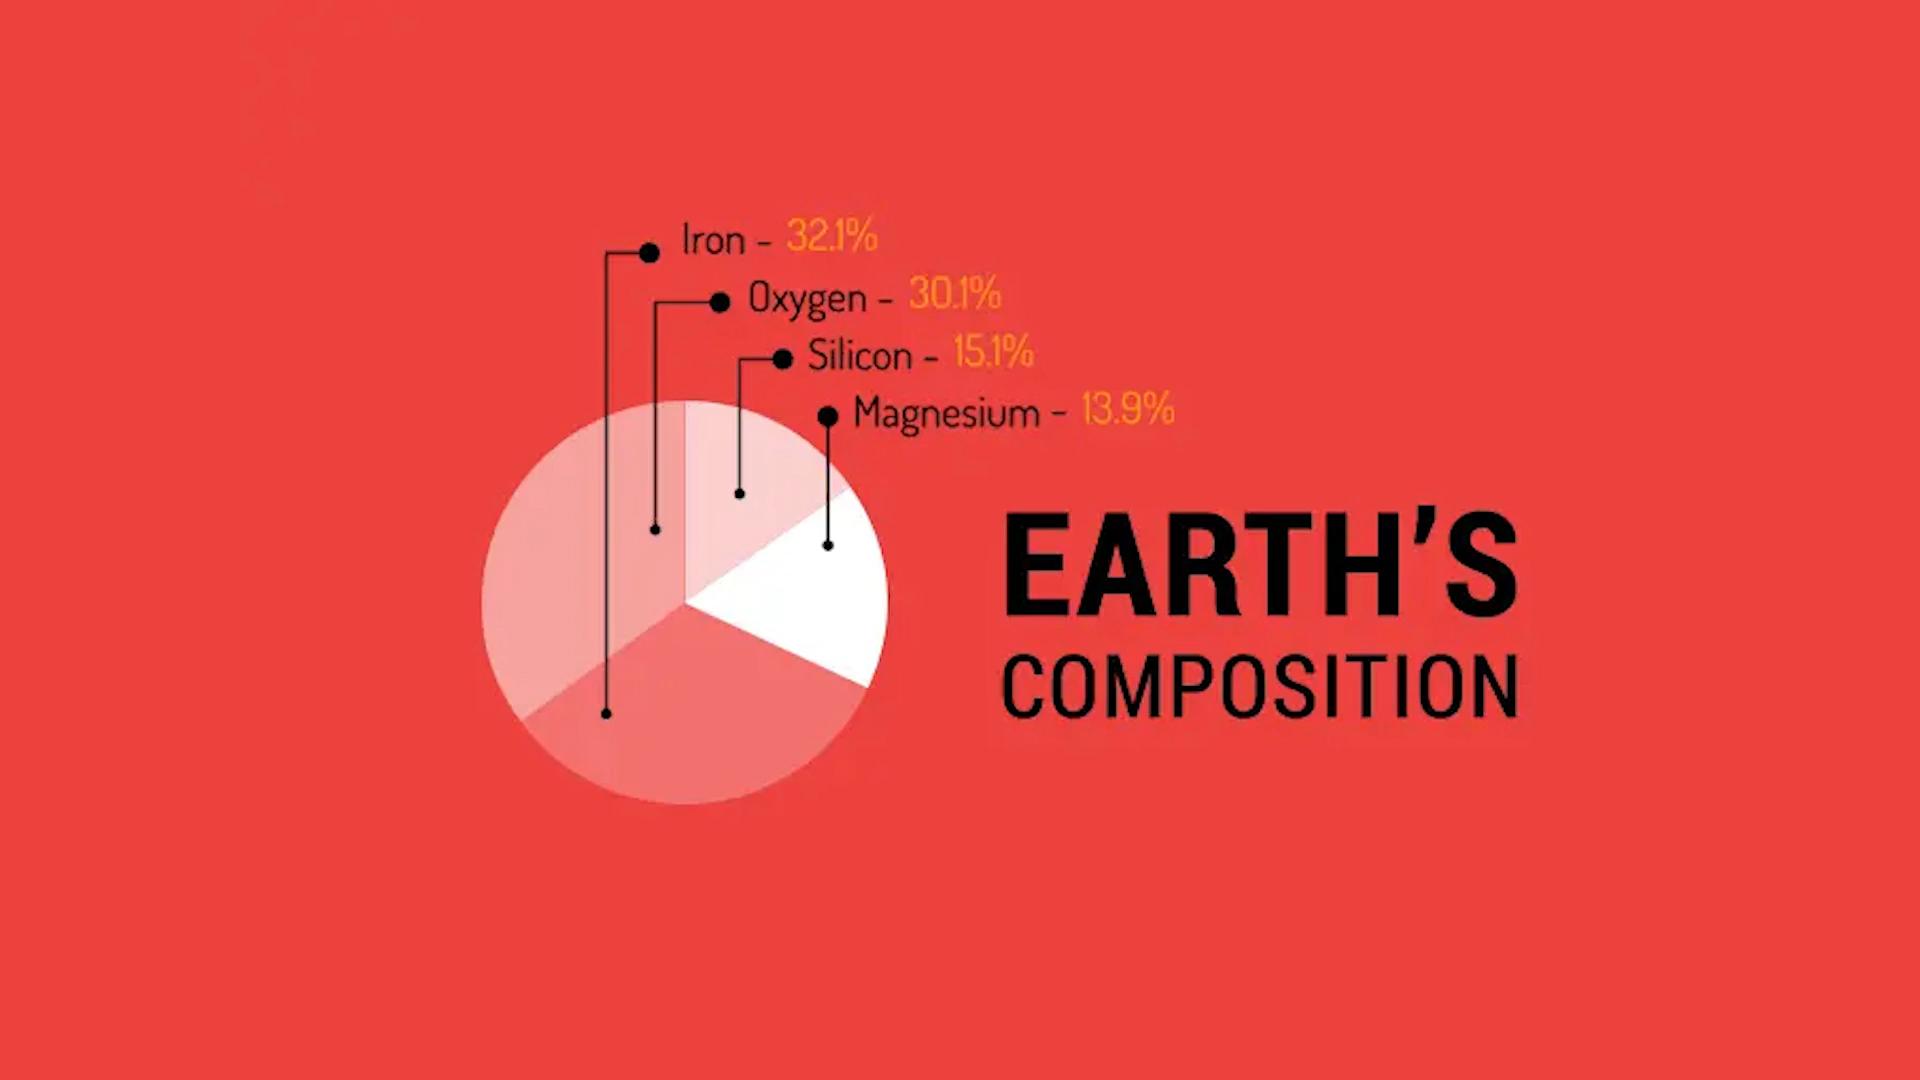 Iron - 32.1%
Oxygen - 30.1%
Silicon - 15.1%
Magnesium - 13.9%
EARTH'S
COMPOSITION